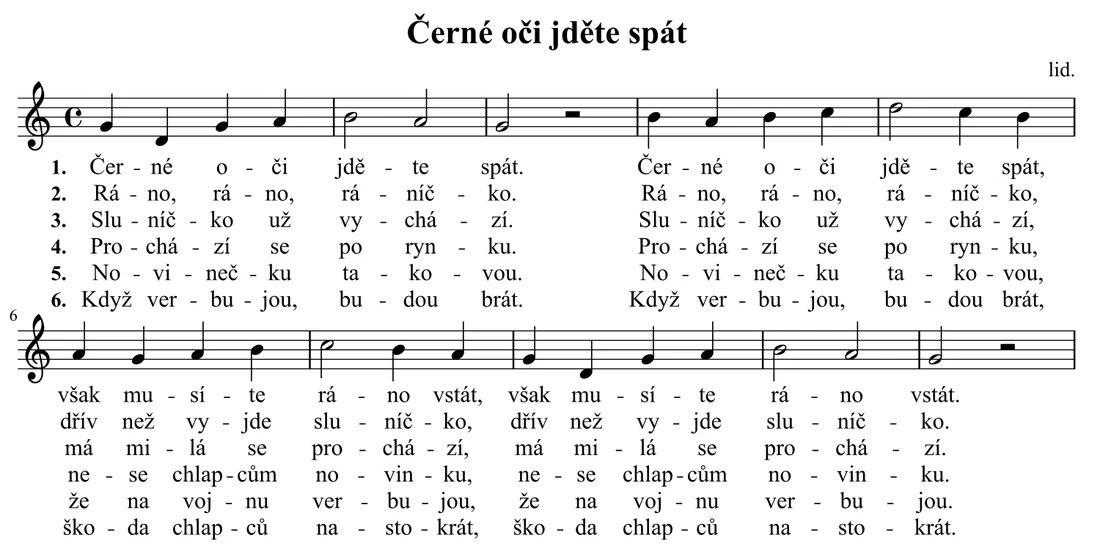 Černé oči jděte spát
lid.
1. Čer - né o - či jdě - te spát. Čer - né o - či jdě - te spát,
2. Rá - no, rá - no, rá - níč - ko. Rá - no, rá - no, rá - níč - ko,
3. Slu - níč - ko už vy - chá - zí. Slu - níč - ko už vy - chá - zí,
4. Pro - chá - zí se po ryn - ku. Pro - chá - zí se po ryn - ku,
5. No - vi - neč - ku ta - ko - vou. No - vi - neč - ku ta - ko - vou,
6. Když ver - bu - jou, bu - dou brát. Když ver - bu - jou, bu - dou brát,
6
však mu - sí - te rá - no vstát, však mu - sí - te rá - no vstát.
dřív než vy - jde slu - níč - ko, dřív než vy - jde slu - níč - ko.
má mi - lá se pro - chá - zí, má mi - lá se pro - chá - zí.
ne - se chlap - cům no - vin - ku, ne - se chlap - cům no - vin - ku.
že na voj - nu ver - bu - jou, že na voj - nu ver - bu - jou.
ško - da chlap - ců na - sto - krát, ško - da chlap - ců na - sto - krát.